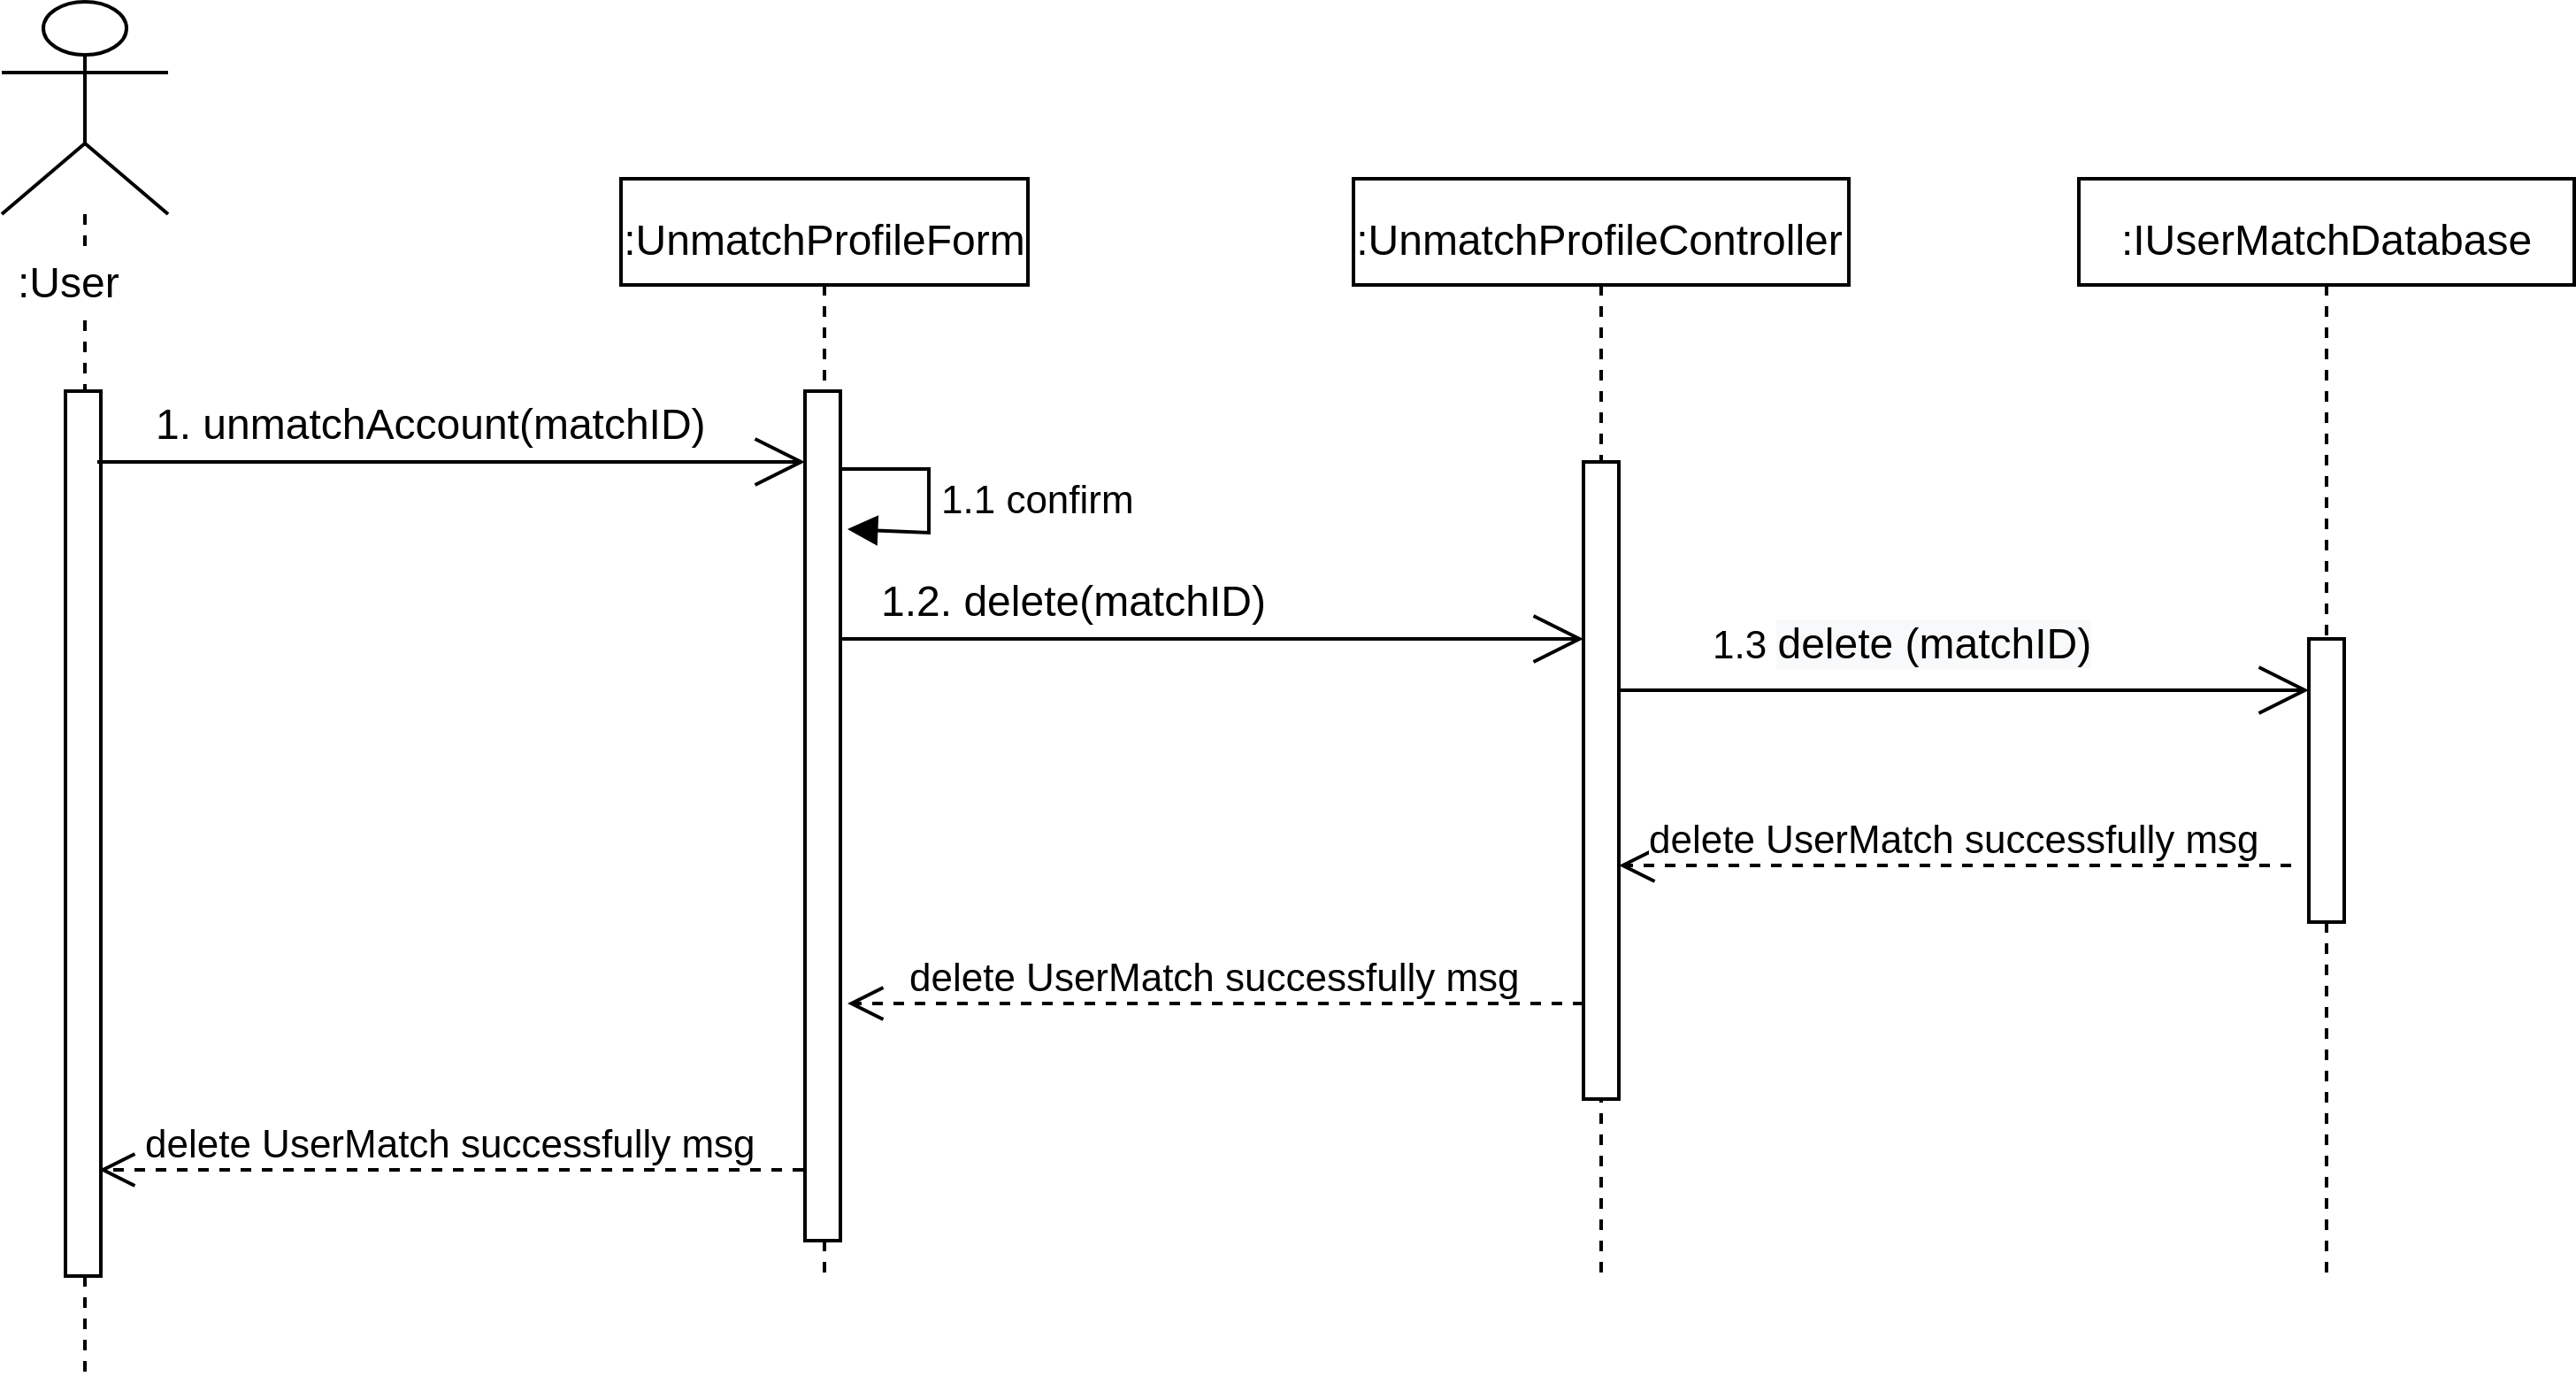 :UnmatchProfileForm
:UnmatchProfileController
:IUserMatchDatabase
:User
1. unmatchAccount(matchID)
1.1 confirm
1.2. delete(matchID)
1.3 delete (matchID)
delete UserMatch successfully msg
delete UserMatch successfully msg
delete UserMatch successfully msg